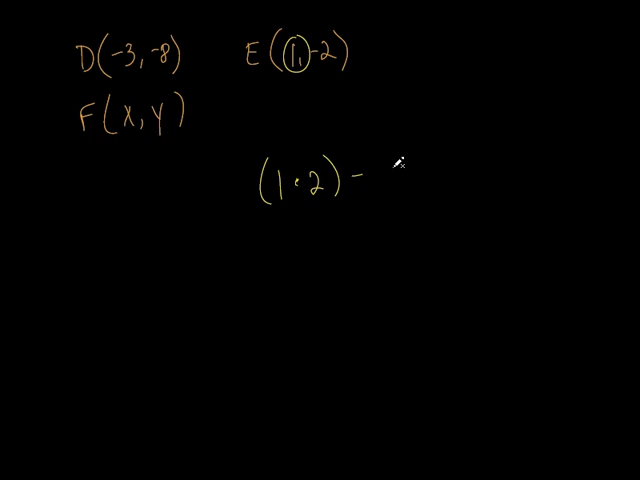 D(-3, -8) E(1, -2)
F(X, Y)
(1 · 2) -